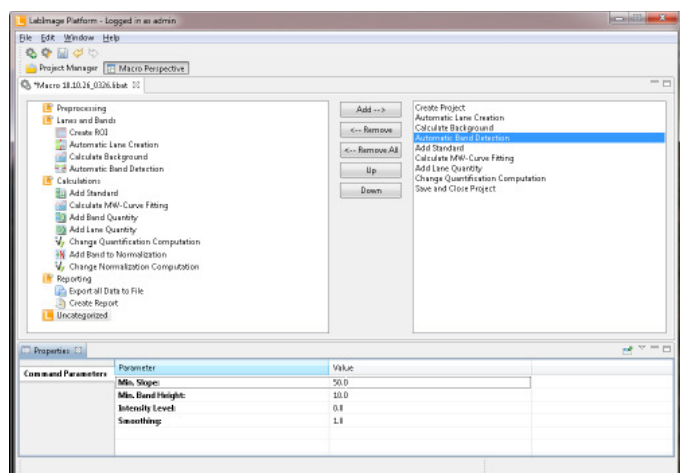 LabImage Platform - Logged in as admin
File Edit Window Help
Project Manager Macro Perspective
*Macro 18.10.26_0326.libat
Preprocessing
Lanes and Bands
Create ROI
Automatic Lane Creation
Calculate Background
Automatic Band Detection
Calculations
Add Standard
Calculate MW-Curve Fitting
Add Band Quantity
Add Lane Quantity
Change Quantification Computation
Add Band to Normalization
Change Normalization Computation
Reporting
Export all Data to File
Create Report
Uncategorized
Add -->
<-- Remove
<-- Remove All
Up
Down
Create Project
Automatic Lane Creation
Calculate Background
Automatic Band Detection
Add Standard
Calculate MW-Curve Fitting
Add Lane Quantity
Change Quantification Computation
Save and Close Project
Properties
Command Parameters
Parameter Value
Min. Slope: 50.0
Min. Band Height: 10.0
Intensity Level: 0.1
Smoothing: 1.0